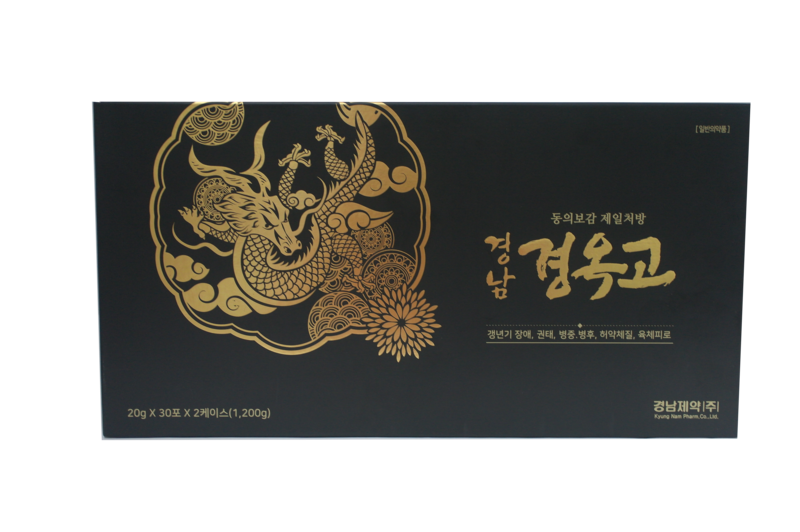 [ 일반의약품 ]
동의보감 제일처방
경남 경옥고
갱년기 장애, 권태, 병중.병후, 허약체질, 육체피로
20g X 30포 X 2케이스(1,200g)
경남제약(주)
Kyung Nam Pharm.Co.,Ltd.